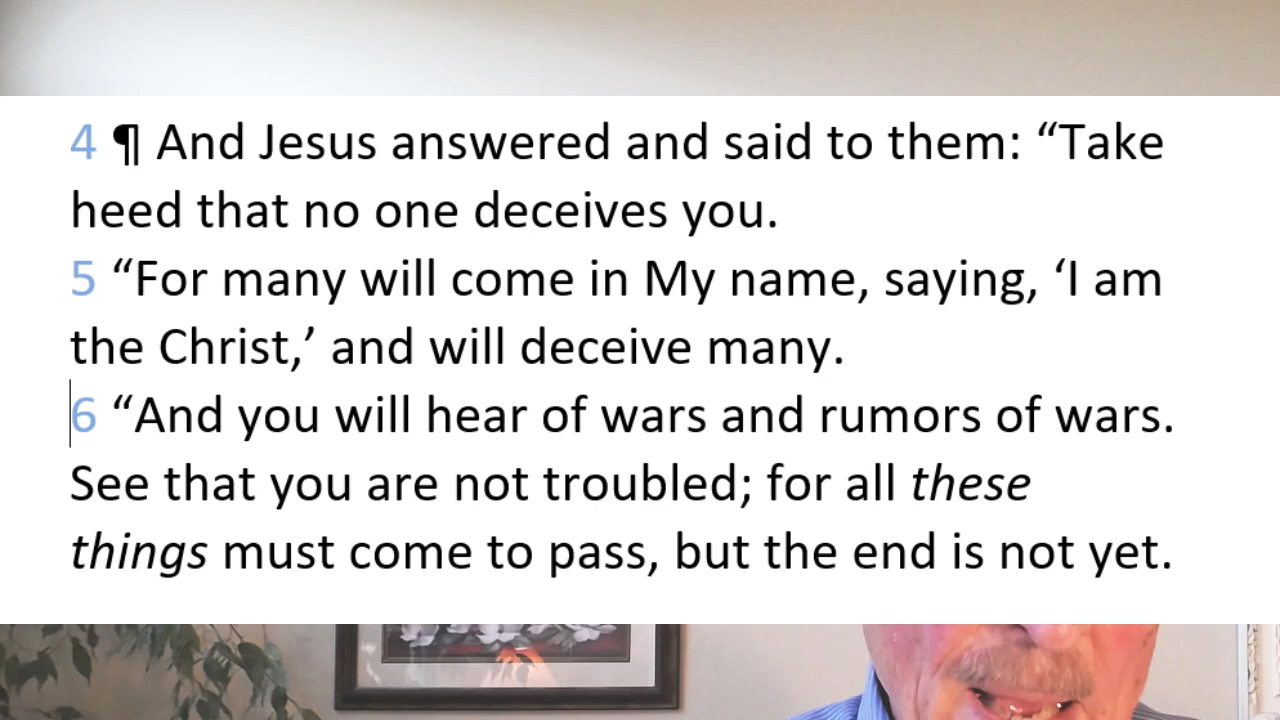 4 ¶ And Jesus answered and said to them: “Take
heed that no one deceives you.
5 “For many will come in My name, saying, ‘I am
the Christ,’ and will deceive many.
6 “And you will hear of wars and rumors of wars.
See that you are not troubled; for all these
things must come to pass, but the end is not yet.